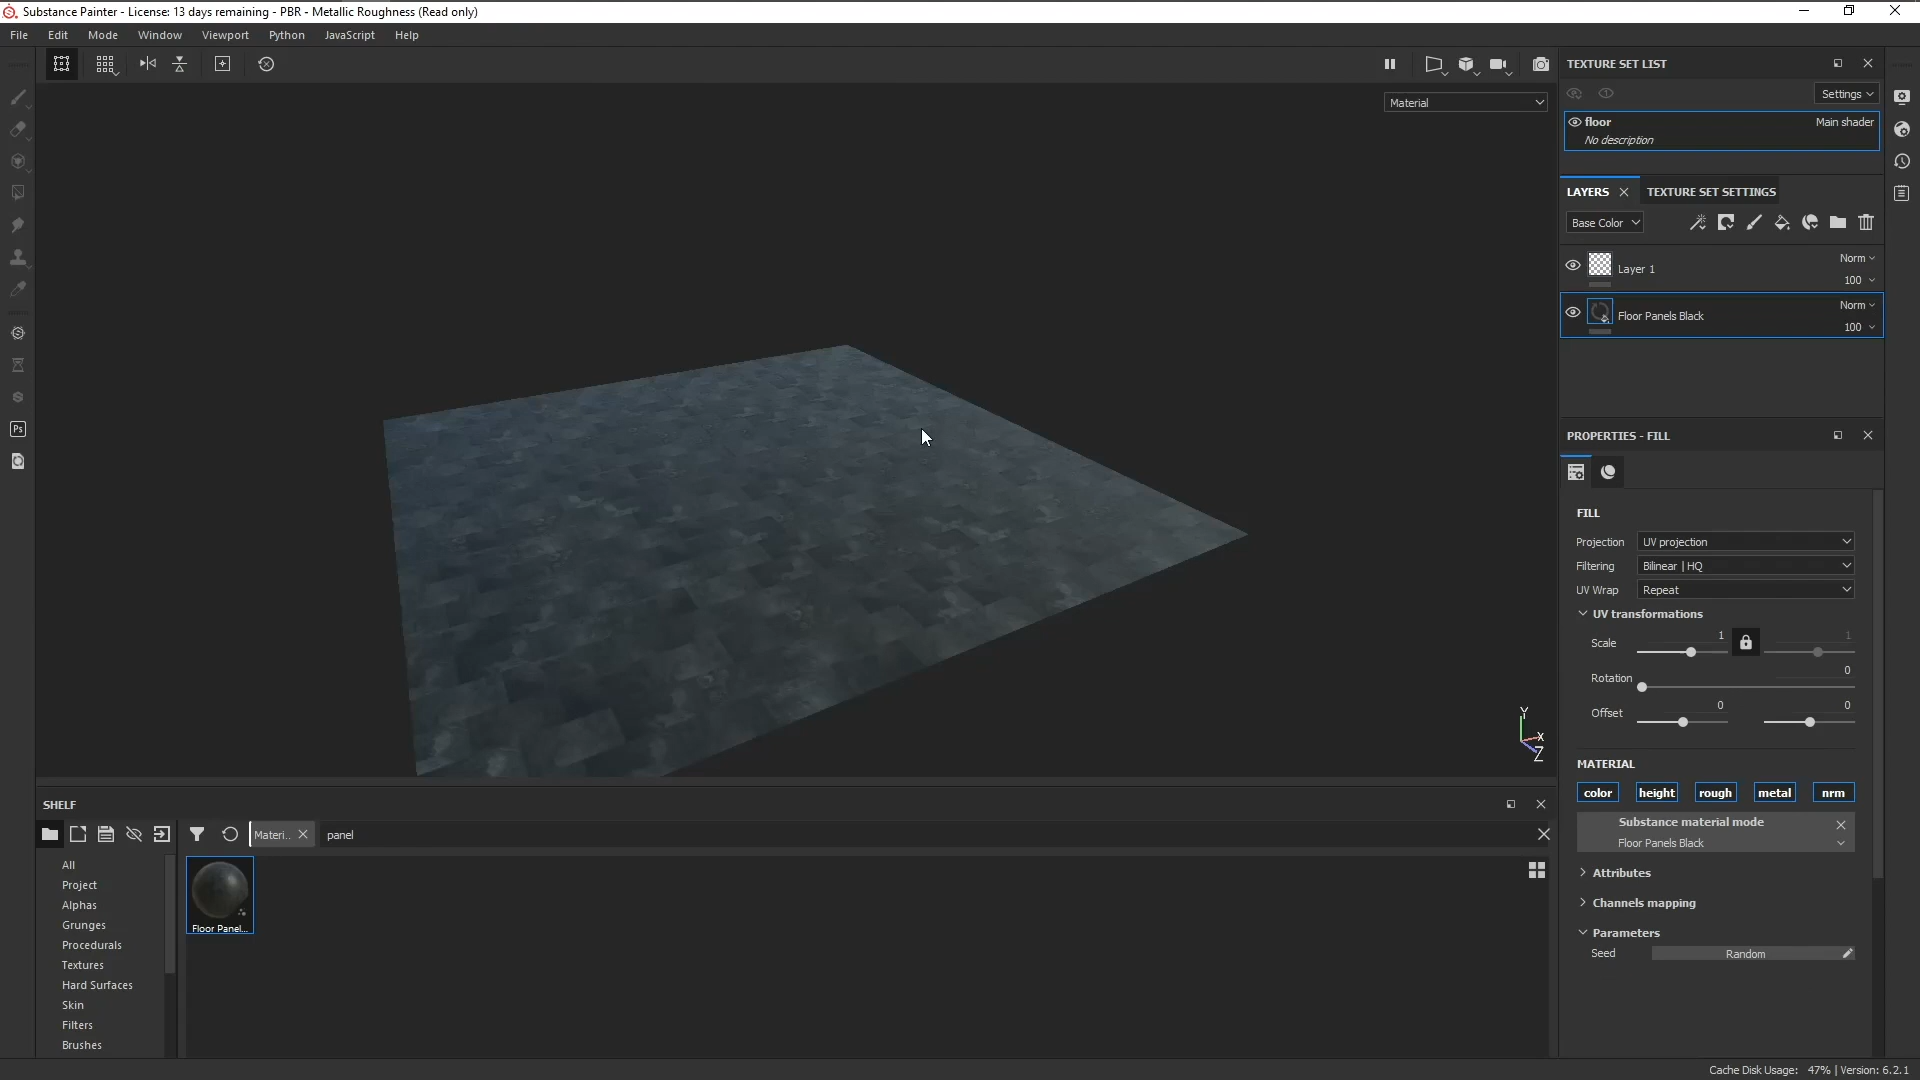 Substance Painter - License: 13 days remaining - PBR - Metallic Roughness (Read only)
File Edit Mode Window Viewport Python JavaScript Help
Material
TEXTURE SET LIST
Settings
floor Main shader
No description
LAYERS TEXTURE SET SETTINGS
Base Color
Norm
Layer 1
100
Norm
Floor Panels Black
100
PROPERTIES - FILL
FILL
Projection UV projection
Filtering Bilinear | HQ
UV Wrap Repeat
UV transformations
Scale 1 1
Rotation 0
Offset 0 0
MATERIAL
color height rough metal nrm
Substance material mode
Floor Panels Black
Attributes
Channels mapping
Parameters
Seed Random
Y
X
Z
Ps
SHELF
Materi.. panel
All
Project
Alphas
Grunges
Procedurals
Textures
Hard Surfaces
Skin
Filters
Brushes
Floor Panel...
Cache Disk Usage: 47% | Version: 6.2.1